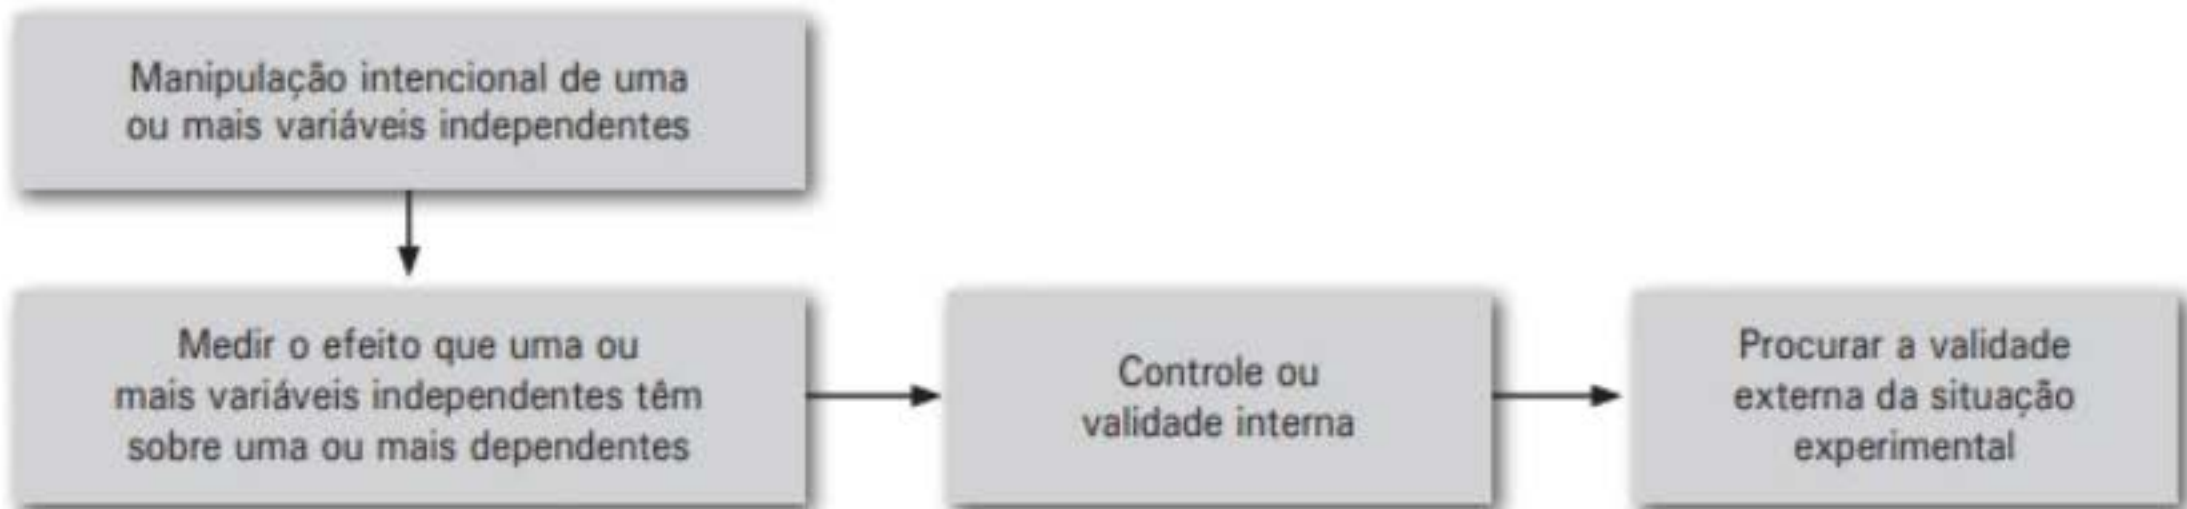 Manipulação intencional de uma
ou mais variáveis independentes
Medir o efeito que uma ou
mais variáveis independentes têm
sobre uma ou mais dependentes
Controle ou
validade interna
Procurar a validade
externa da situação
experimental